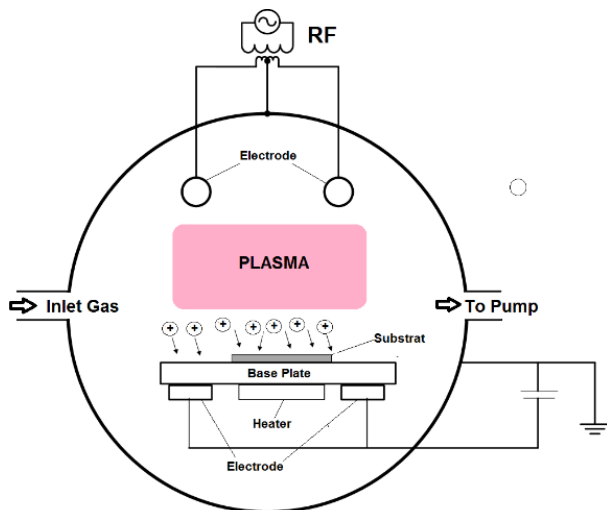 RF
Electrode
PLASMA
Inlet Gas
To Pump
+ + + + + +
Substrat
Base Plate
Heater
Electrode